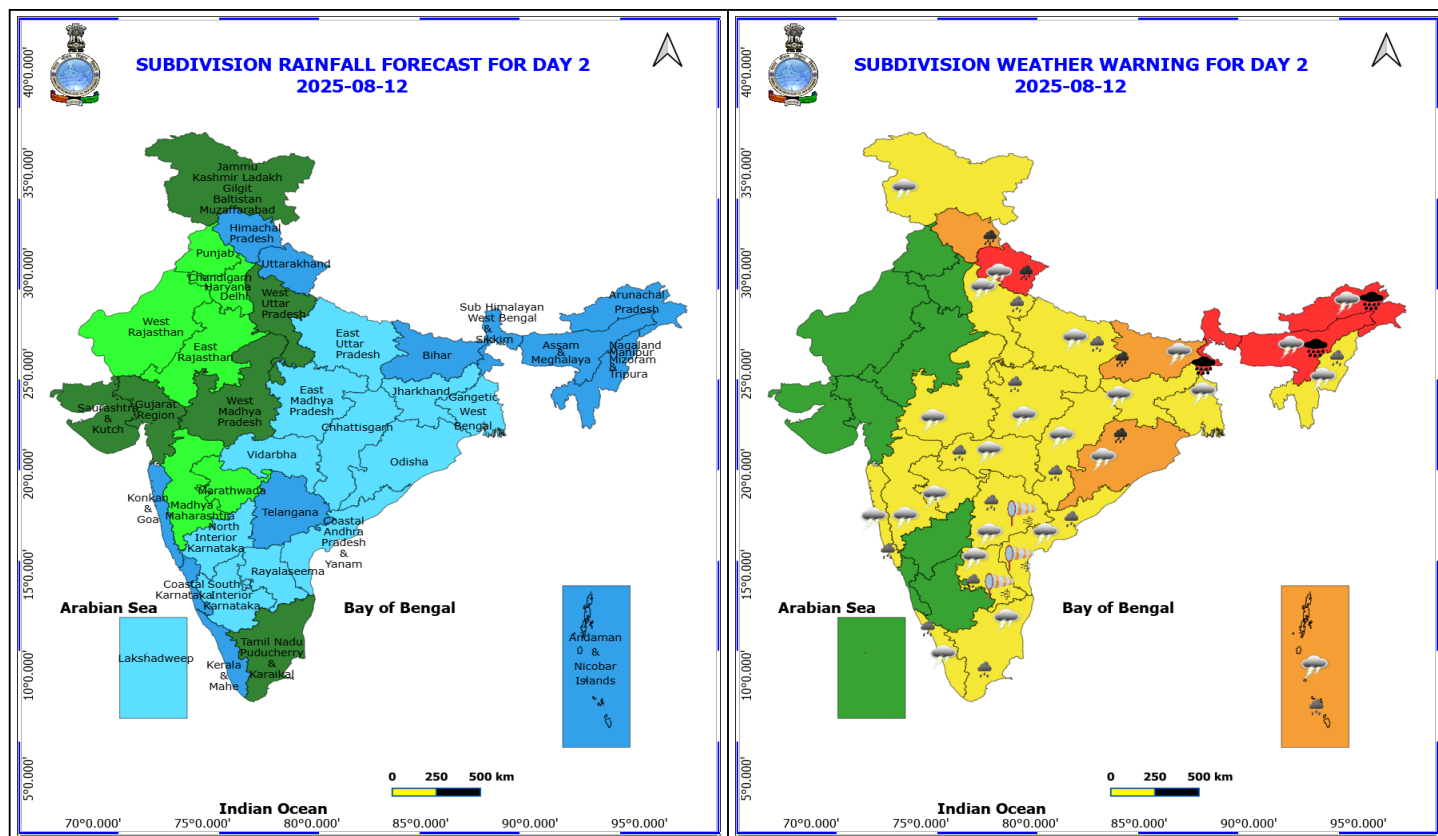 SUBDIVISION RAINFALL FORECAST FOR DAY 2
2025-08-12
40°0.000'
35°0.000'
30°0.000'
25°0.000'
20°0.000'
15°0.000'
10°0.000'
5°0.000'
Jammu
Kashmir Ladakh
Gilgit
Baltistan
Muzaffarabad
Himachal
Pradesh
Punjab
Uttarakhand
Chandigarh
Haryana
Delhi
West
Uttar
Pradesh
West
Rajasthan
East
Rajasthan
East
Uttar
Pradesh
Bihar
Sub Himalayan
West Bengal
&
Sikkim
Arunachal
Pradesh
Assam
&
Meghalaya
Nagaland
Manipur
Mizoram
&
Tripura
Saurashtra
&
Kutch
Gujarat
Region
West
Madhya
Pradesh
East
Madhya
Pradesh
Jharkhand
Gangetic
West
Bengal
Chhattisgarh
Vidarbha
Odisha
Konkan
&
Goa
Madhya
Maharashtra
Marathwada
Telangana
North
Interior
Karnataka
Coastal
Andhra
Pradesh
&
Yanam
Rayalaseema
Coastal
Karnataka
South
Interior
Karnataka
Arabian Sea
Bay of Bengal
Lakshadweep
Tamil Nadu
Puducherry
&
Karaikal
Kerala
&
Mahe
Andaman
&
Nicobar
Islands
0 250 500 km
Indian Ocean
70°0.000' 75°0.000' 80°0.000' 85°0.000' 90°0.000' 95°0.000'
SUBDIVISION WEATHER WARNING FOR DAY 2
2025-08-12
40°0.000'
35°0.000'
30°0.000'
25°0.000'
20°0.000'
15°0.000'
10°0.000'
5°0.000'
Arabian Sea
Bay of Bengal
0 250 500 km
Indian Ocean
70°0.000' 75°0.000' 80°0.000' 85°0.000' 90°0.000' 95°0.000'